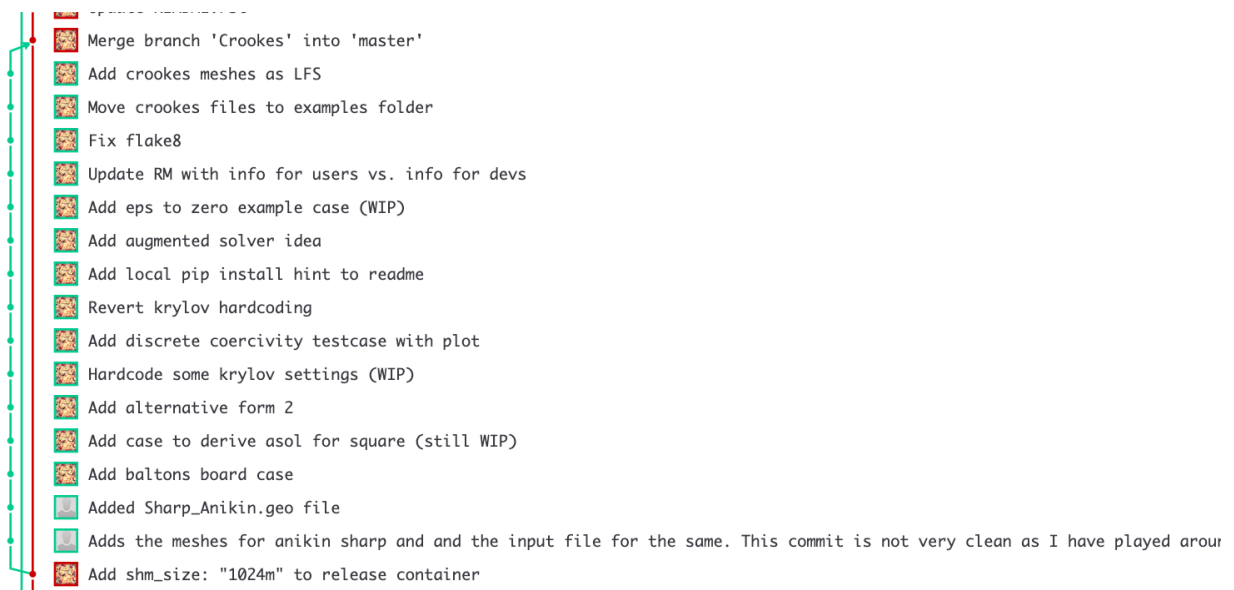 Merge branch 'Crookes' into 'master'
Add crookes meshes as LFS
Move crookes files to examples folder
Fix flake8
Update RM with info for users vs. info for devs
Add eps to zero example case (WIP)
Add augmented solver idea
Add local pip install hint to readme
Revert krylov hardcoding
Add discrete coercivity testcase with plot
Hardcode some krylov settings (WIP)
Add alternative form 2
Add case to derive asol for square (still WIP)
Add baltons board case
Added Sharp_Anikin.geo file
Adds the meshes for anikin sharp and and the input file for the same. This commit is not very clean as I have played
Add shm_size: "1024m" to release container